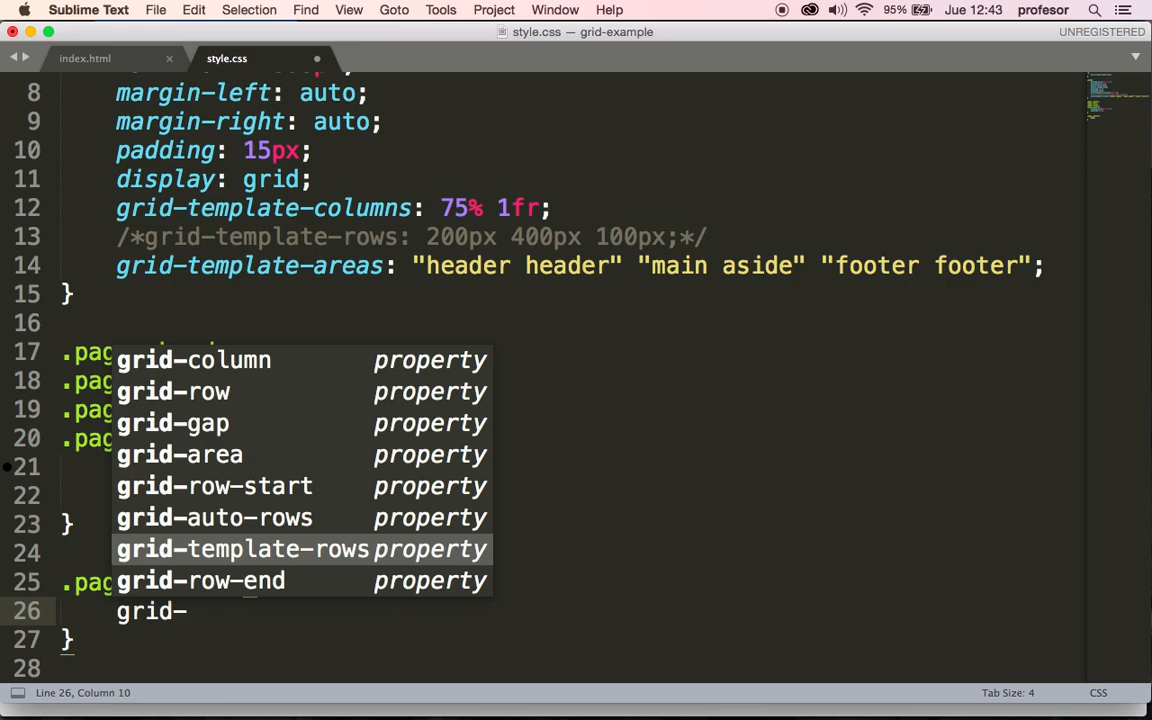 Sublime Text File Edit Selection Find View Goto Tools Project Window Help 95% Jue 12:43 profesor
style.css — grid-example UNREGISTERED
index.html style.css
8 margin-left: auto;
9 margin-right: auto;
10 padding: 15px;
11 display: grid;
12 grid-template-columns: 75% 1fr;
13 /*grid-template-rows: 200px 400px 100px;*/
14 grid-template-areas: "header header" "main aside" "footer footer";
15 }
16
17 .pag
18 .pag
19 .pag
20 .pag
21
22
23 }
24
25 .pag
26 grid-
27 }
28
grid-column property
grid-row property
grid-gap property
grid-area property
grid-row-start property
grid-auto-rows property
grid-template-rows property
grid-row-end property
Line 26, Column 10 Tab Size: 4 CSS